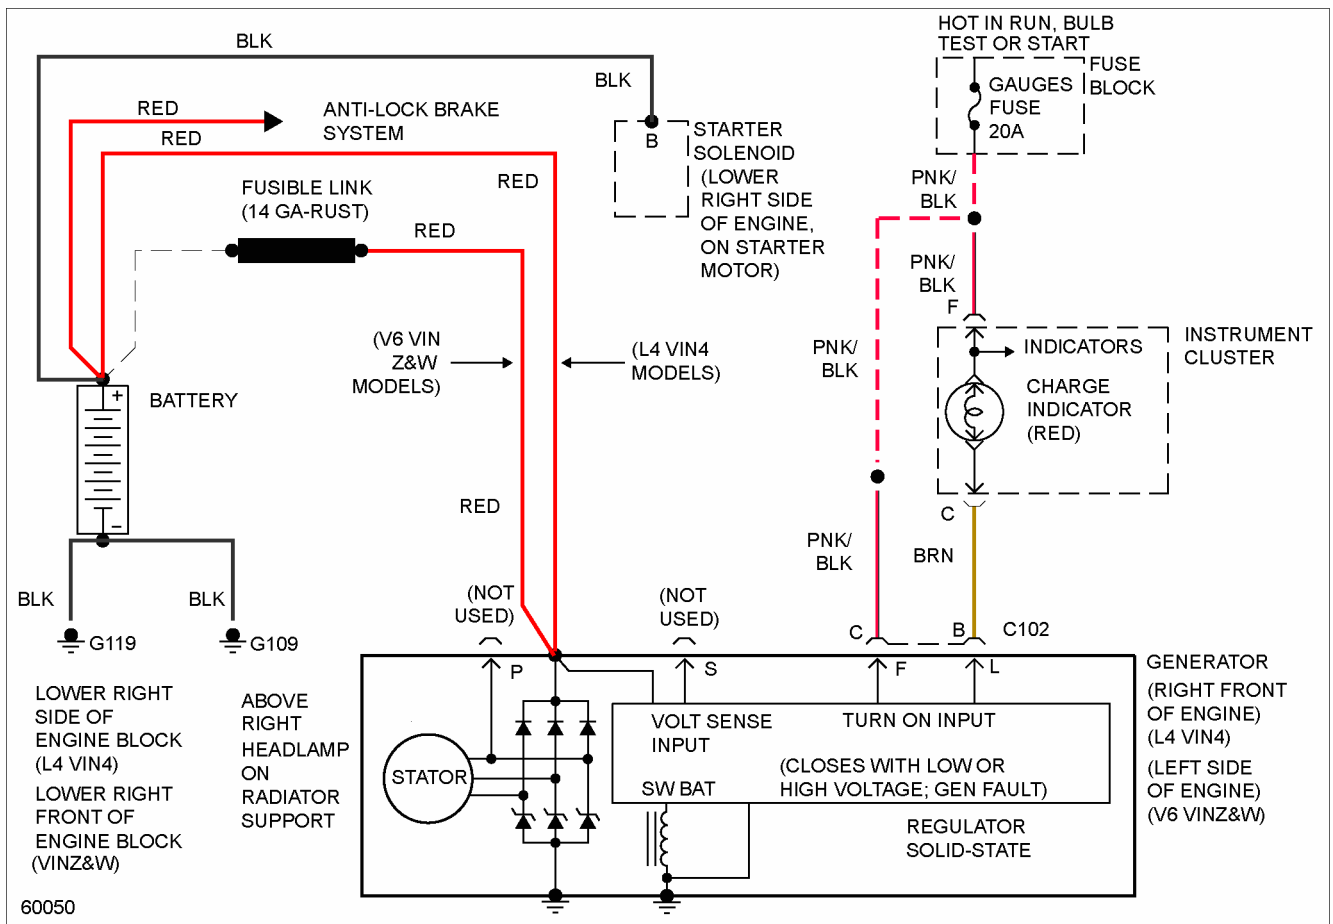 BLK
BLK
RED
ANTI-LOCK BRAKE
SYSTEM
RED
RED
FUSIBLE LINK
(14 GA-RUST)
RED
B
STARTER
SOLENOID
(LOWER
RIGHT SIDE
OF ENGINE,
ON STARTER
MOTOR)
HOT IN RUN, BULB
TEST OR START
FUSE
BLOCK
GAUGES
FUSE
20A
PNK/
BLK
PNK/
BLK
F
INSTRUMENT
CLUSTER
INDICATORS
CHARGE
INDICATOR
(RED)
PNK/
BLK
(V6 VIN
Z&W
MODELS)
(L4 VIN4
MODELS)
+
BATTERY
−
RED
C
BRN
PNK/
BLK
BLK
BLK
G119
G109
(NOT
USED)
(NOT
USED)
C
B
C102
P
S
F
L
LOWER RIGHT
SIDE OF
ENGINE BLOCK
(L4 VIN4)
LOWER RIGHT
FRONT OF
ENGINE BLOCK
(VINZ&W)
ABOVE
RIGHT
HEADLAMP
ON
RADIATOR
SUPPORT
STATOR
VOLT SENSE
INPUT
TURN ON INPUT
SW BAT
(CLOSES WITH LOW OR
HIGH VOLTAGE; GEN FAULT)
REGULATOR
SOLID-STATE
GENERATOR
(RIGHT FRONT
OF ENGINE)
(L4 VIN4)
(LEFT SIDE
OF ENGINE)
(V6 VINZ&W)
60050